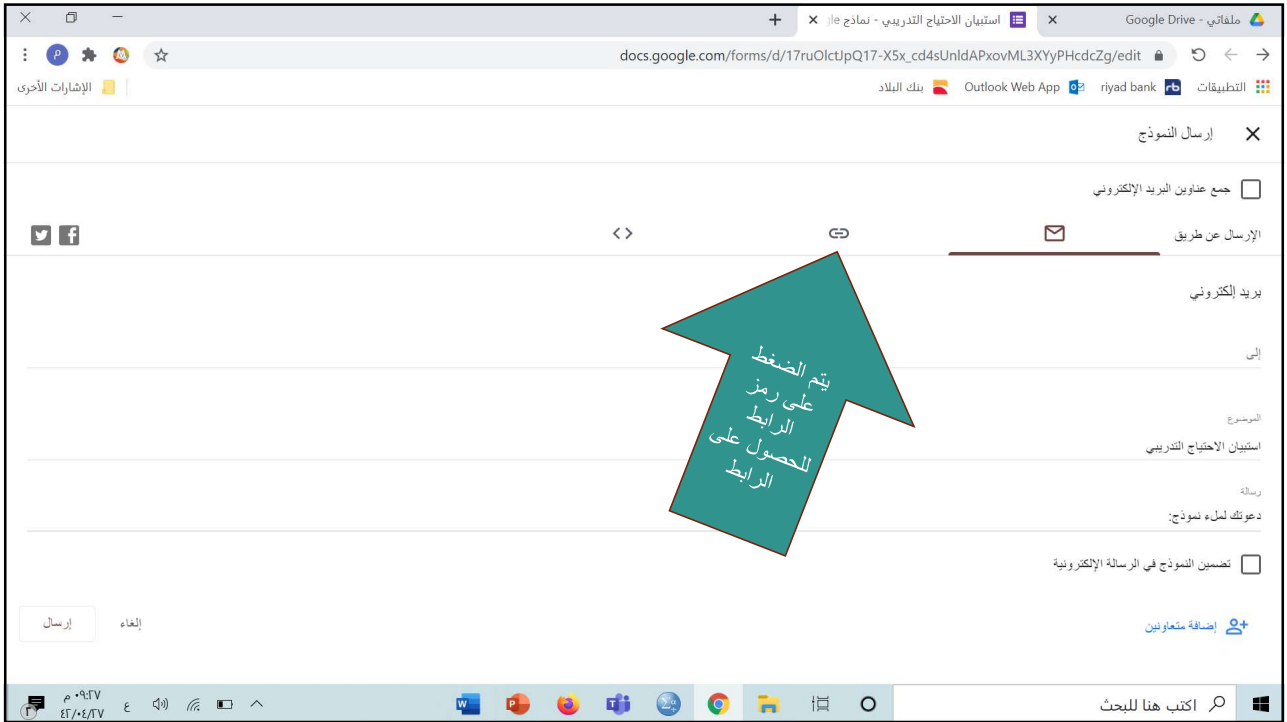 ملفاتي - Google Drive
استبيان الاحتياج التدريبي - نماذج le
docs.google.com/forms/d/17ruOlctUpQ17-X5x_cd4sUnldAPxovML3XYyPHcdcZg/edit
P
التطبيقات
riyad bank
Outlook Web App
بنك البلاد
الإشارات الأخرى
إرسال النموذج
جمع عناوين البريد الإلكتروني
الإرسال عن طريق
بريد إلكتروني
إلى
يتم الضغط
على رمز
الرابط
للحصول على
الرابط
الموضوع
استبيان الاحتياج التدريبي
رسالة
دعوتك لملء نموذج:
تضمين النموذج في الرسالة الإلكترونية
إضافة متعاونين
إلغاء
إرسال
اكتب هنا للبحث
ع
٠٩:٢٧ م
٤٢/٠٤/٢٧